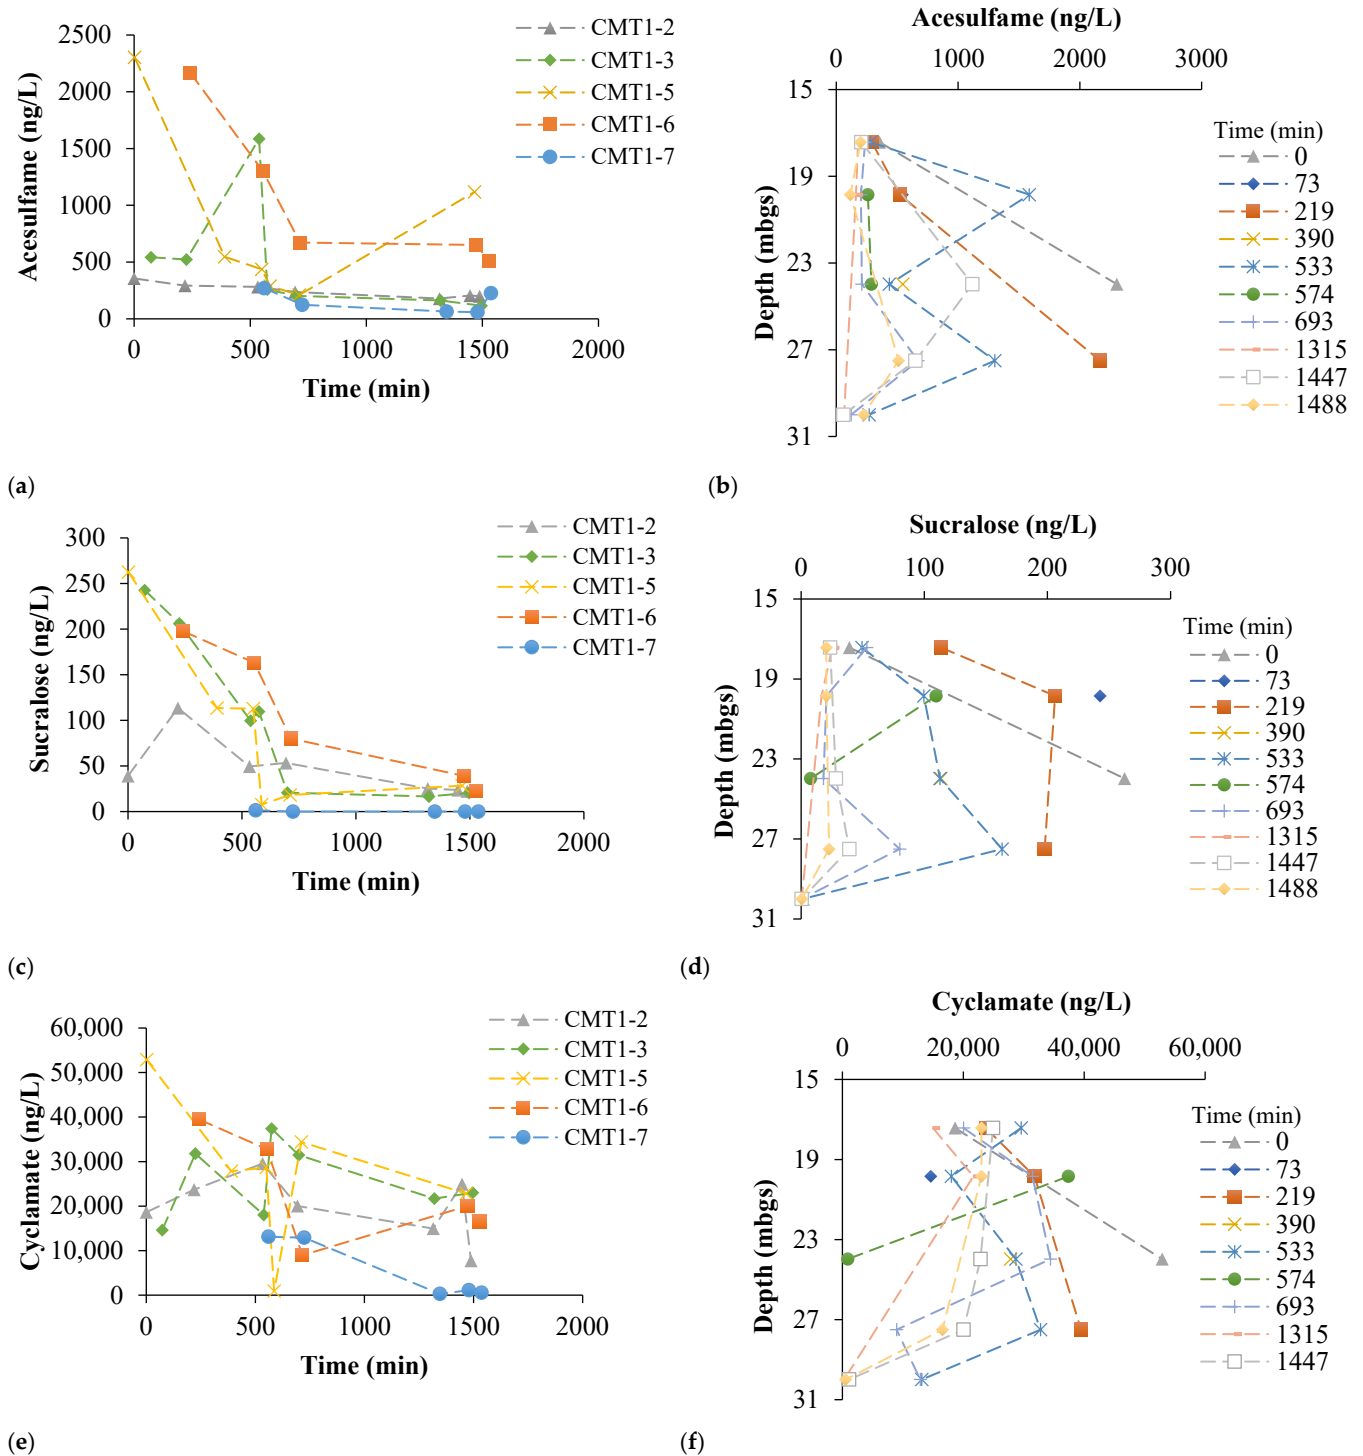 Acesulfame (ng/L)
2500
2000
1500
1000
500
0
0 500 1000 1500 2000
Time (min)
CMT1-2
CMT1-3
CMT1-5
CMT1-6
CMT1-7
(a)
Acesulfame (ng/L)
0 1000 2000 3000
15
19
23
27
31
Depth (mbgs)
Time (min)
0
73
219
390
533
574
693
1315
1447
1488
(b)
Sucralose (ng/L)
300
250
200
150
100
50
0
0 500 1000 1500 2000
Time (min)
CMT1-2
CMT1-3
CMT1-5
CMT1-6
CMT1-7
(c)
Sucralose (ng/L)
0 100 200 300
15
19
23
27
31
Depth (mbgs)
Time (min)
0
73
219
390
533
574
693
1315
1447
1488
(d)
Cyclamate (ng/L)
60,000
50,000
40,000
30,000
20,000
10,000
0
0 500 1000 1500 2000
Time (min)
CMT1-2
CMT1-3
CMT1-5
CMT1-6
CMT1-7
(e)
Cyclamate (ng/L)
0 20,000 40,000 60,000
15
19
23
27
31
Depth (mbgs)
Time (min)
0
73
219
390
533
574
693
1315
1447
(f)